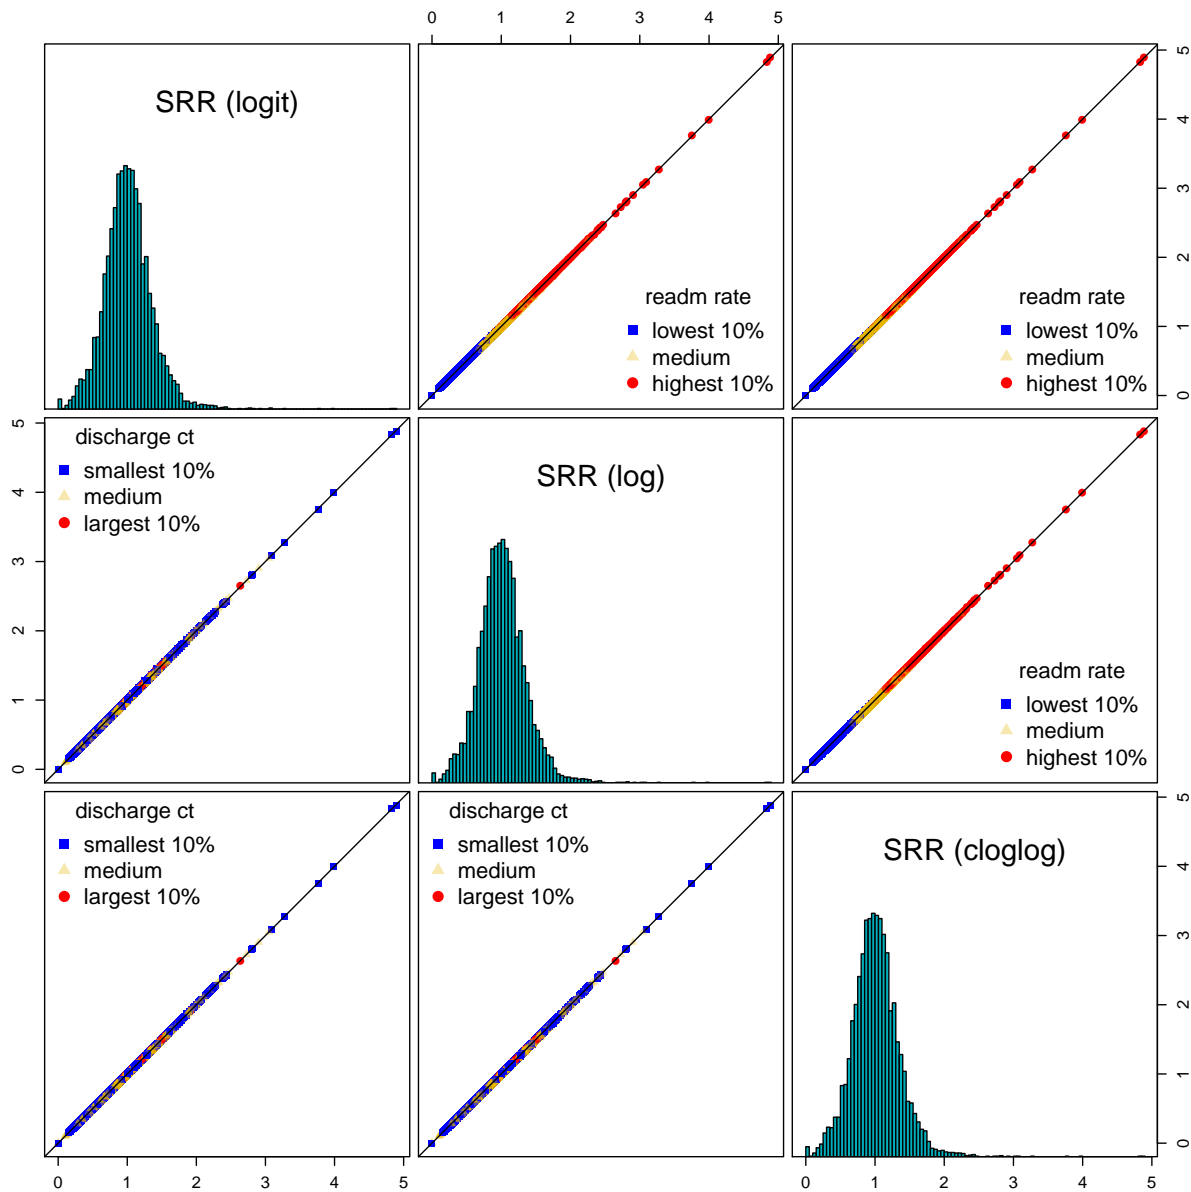 0 1 2 3 4 5
SRR (logit)
readm rate
lowest 10%
medium
highest 10%
readm rate
lowest 10%
medium
highest 10%
0 1 2 3 4 5
0 1 2 3 4 5
discharge ct
smallest 10%
medium
largest 10%
SRR (log)
readm rate
lowest 10%
medium
highest 10%
discharge ct
smallest 10%
medium
largest 10%
discharge ct
smallest 10%
medium
largest 10%
SRR (cloglog)
0 1 2 3 4 5
0 1 2 3 4 5
0 1 2 3 4 5